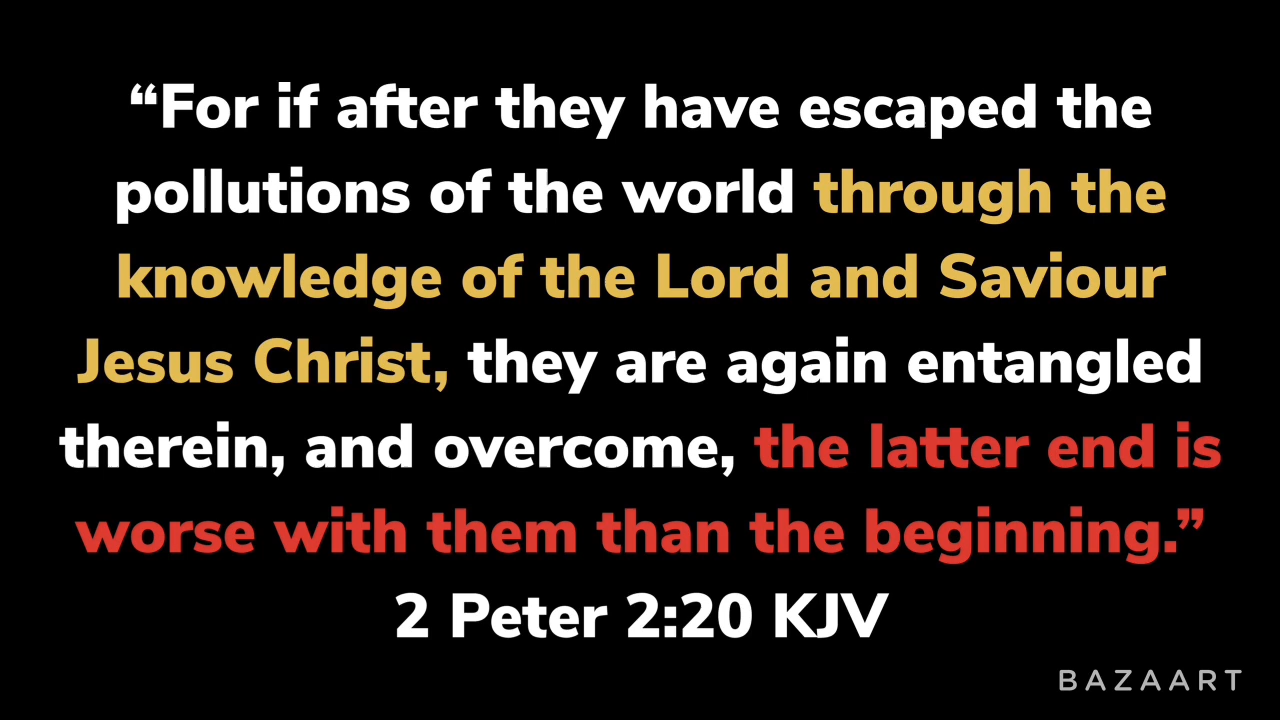 “For if after they have escaped the
pollutions of the world through the
knowledge of the Lord and Saviour
Jesus Christ, they are again entangled
therein, and overcome, the latter end is
worse with them than the beginning.”
2 Peter 2:20 KJV
BAZAART